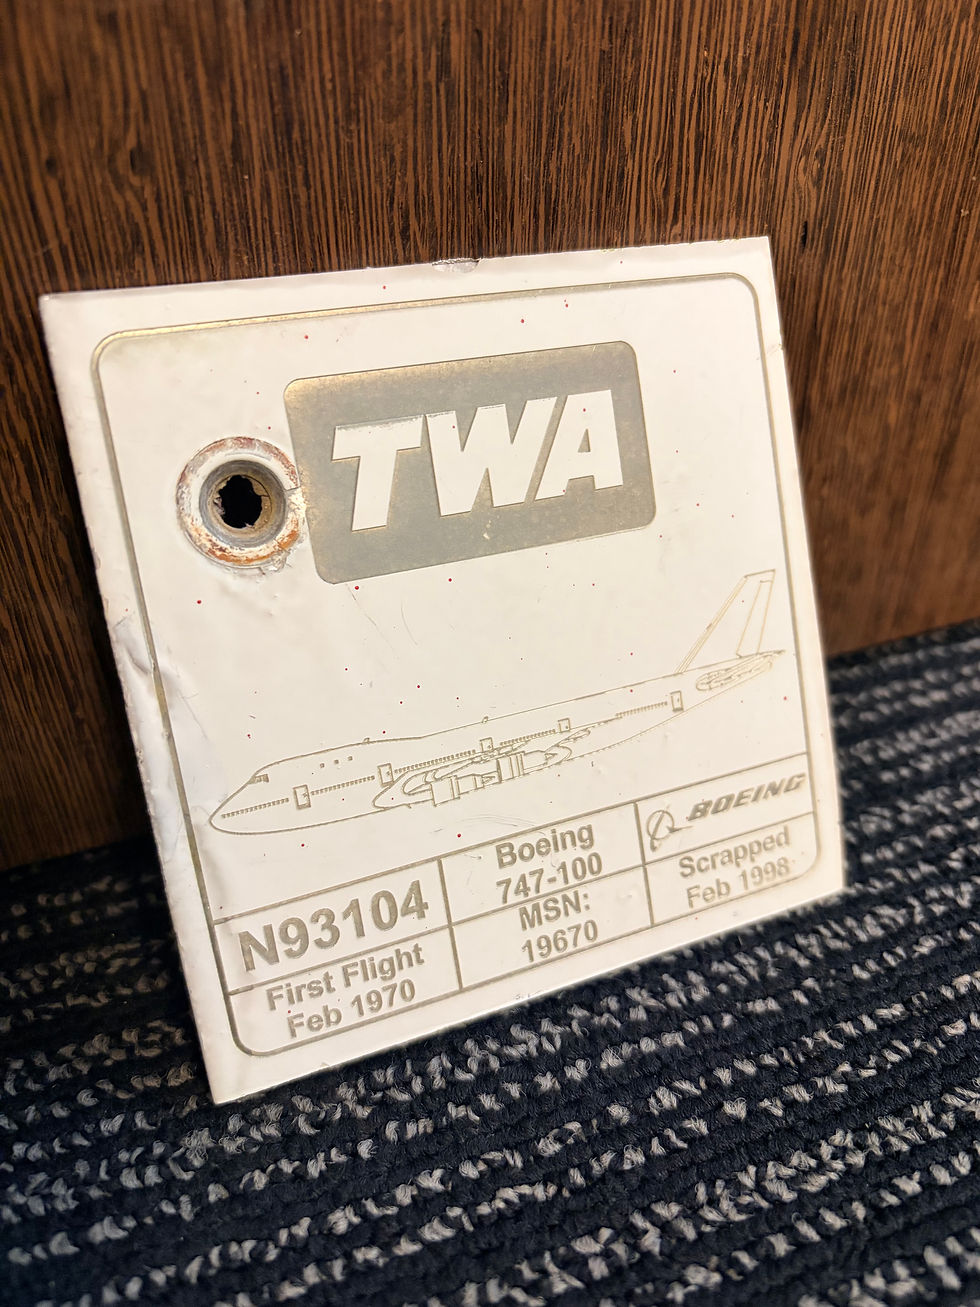 TWA
N93104
First Flight
Feb 1970
Boeing
747-100
MSN:
19670
BOEING
Scrapped
Feb 1998